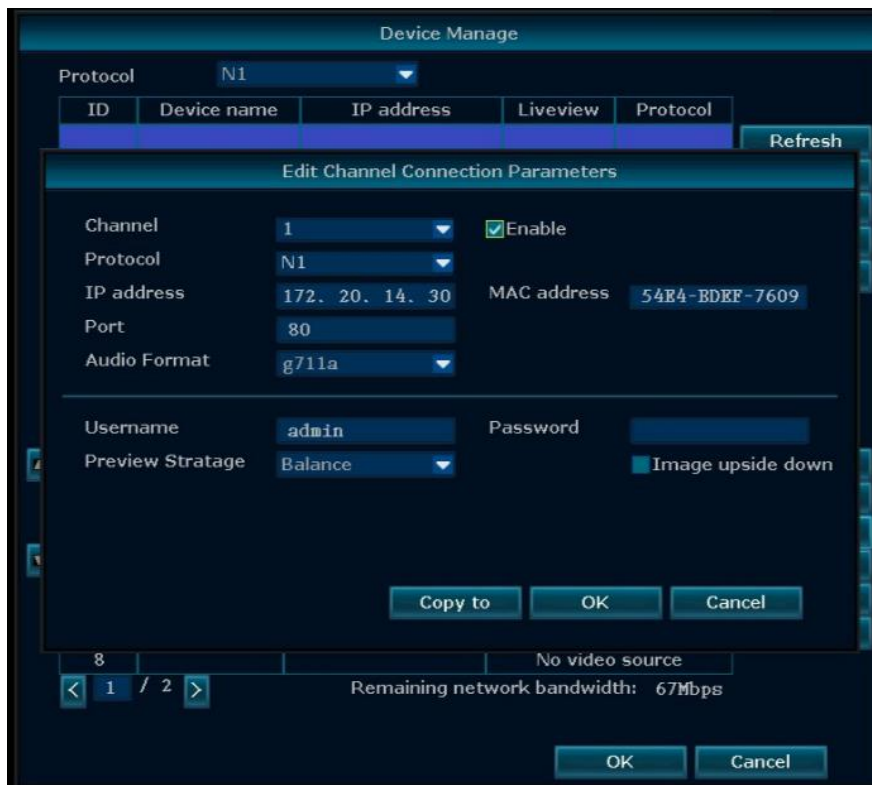 Device Manage
Protocol N1
ID Device name IP address Liveview Protocol
Refresh
Edit Channel Connection Parameters
Channel 1 Enable
Protocol N1
IP address 172. 20. 14. 30 MAC address 54E4-BDEF-7609
Port 80
Audio Format g711a
Username admin Password
Preview Stratage Balance Image upside down
Copy to OK Cancel
8 No video source
1 / 2 Remaining network bandwidth: 67Mbps
OK Cancel